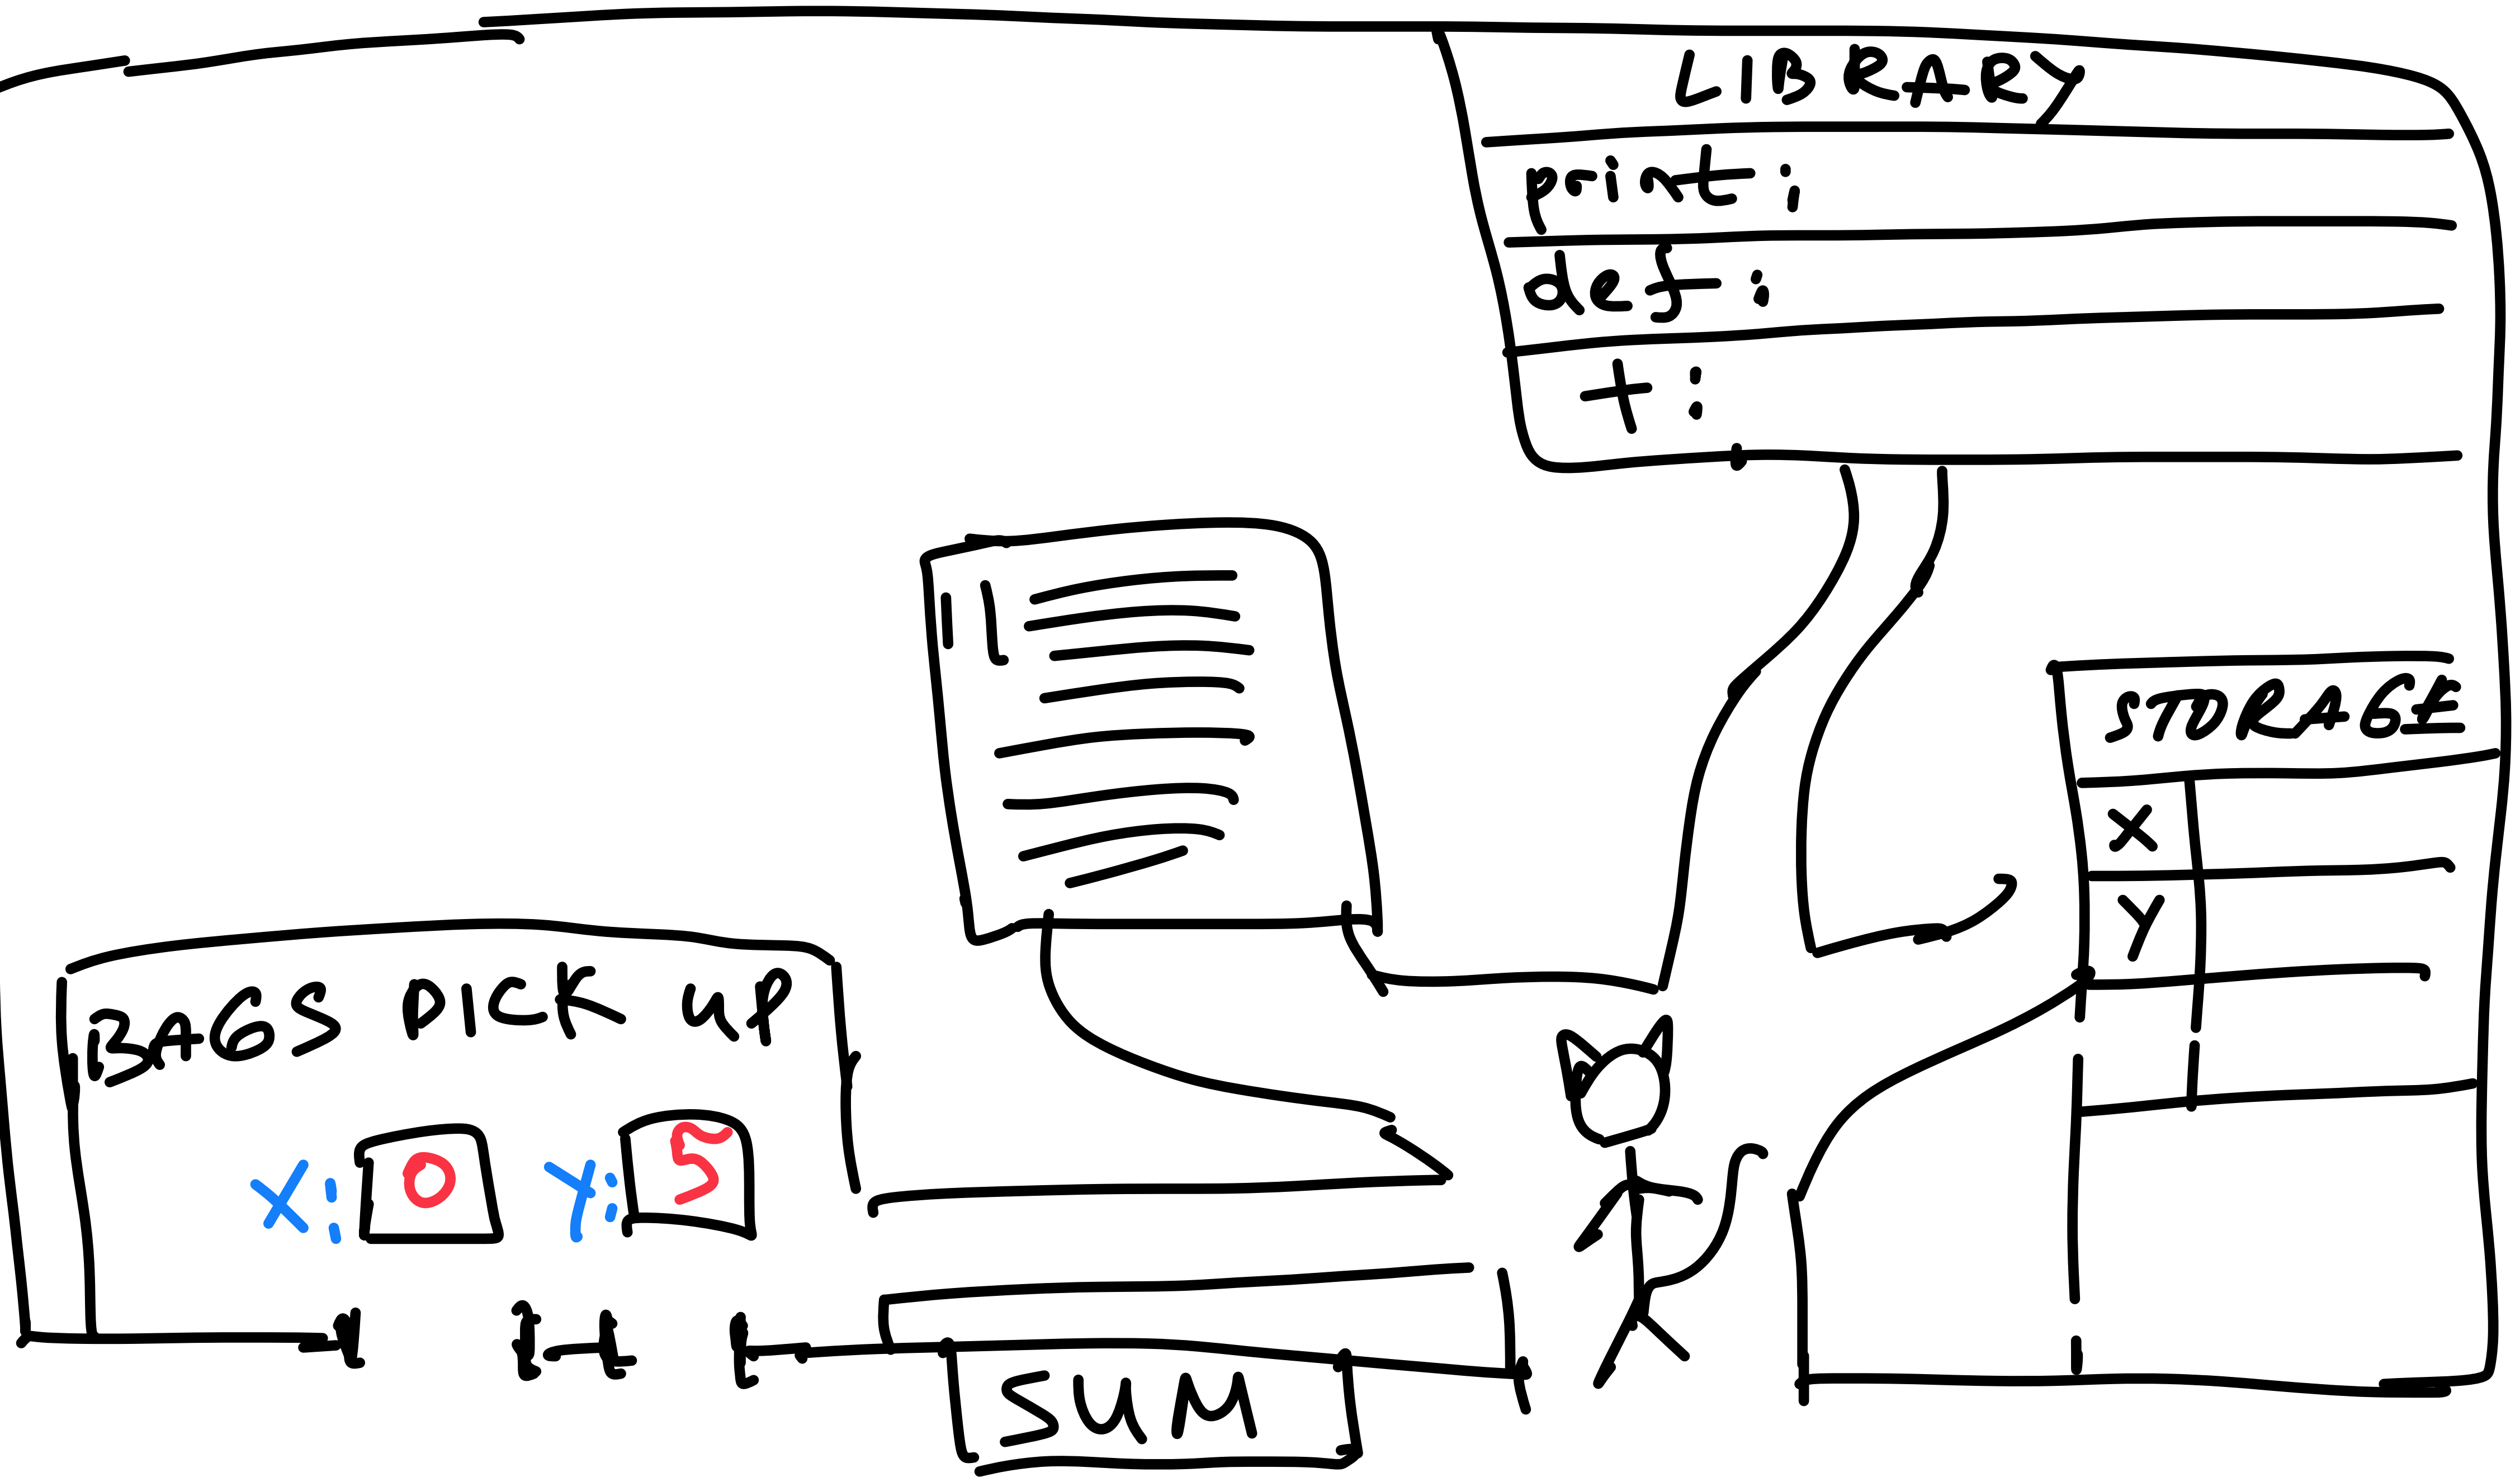 LIBRARY
print :
def :
+ :
STORAGE
X
Y
BAGS PICK UP
X: 0 Y: 5
SUM